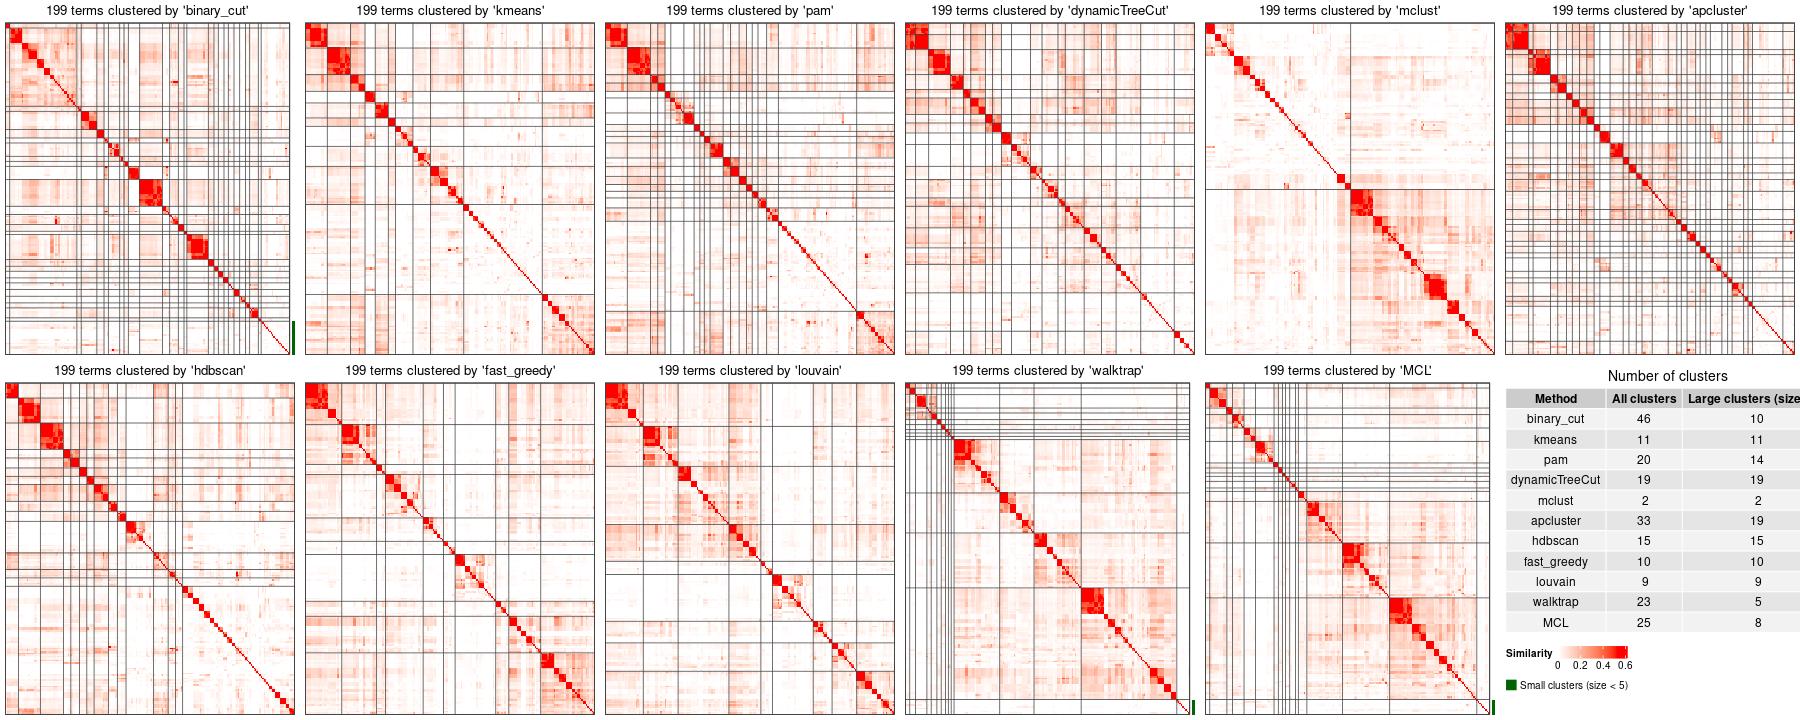 199 terms clustered by 'binary_cut'
199 terms clustered by 'kmeans'
199 terms clustered by 'pam'
199 terms clustered by 'dynamicTreeCut'
199 terms clustered by 'mclust'
199 terms clustered by 'apcluster'
199 terms clustered by 'hdbscan'
199 terms clustered by 'fast_greedy'
199 terms clustered by 'louvain'
199 terms clustered by 'walktrap'
199 terms clustered by 'MCL'
Number of clusters
Method All clusters Large clusters (size
binary_cut 46 10
kmeans 11 11
pam 20 14
dynamicTreeCut 19 19
mclust 2 2
apcluster 33 19
hdbscan 15 15
fast_greedy 10 10
louvain 9 9
walktrap 23 5
MCL 25 8
Similarity
0 0.2 0.4 0.6
Small clusters (size < 5)